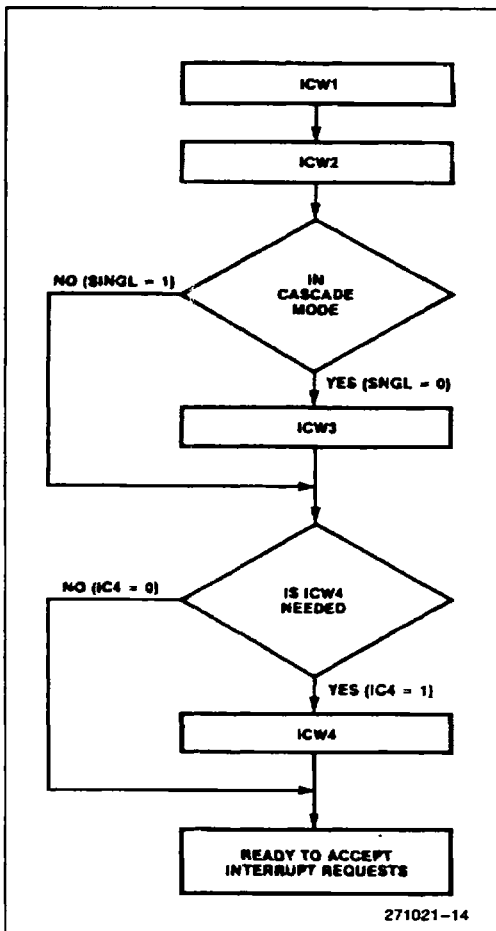 ICW1
ICW2
IN
CASCADE
MODE
NO (SINGL = 1)
YES (SNGL = 0)
ICW3
IS ICW4
NEEDED
NO (IC4 = 0)
YES (IC4 = 1)
ICW4
READY TO ACCEPT
INTERRUPT REQUESTS
271021-14